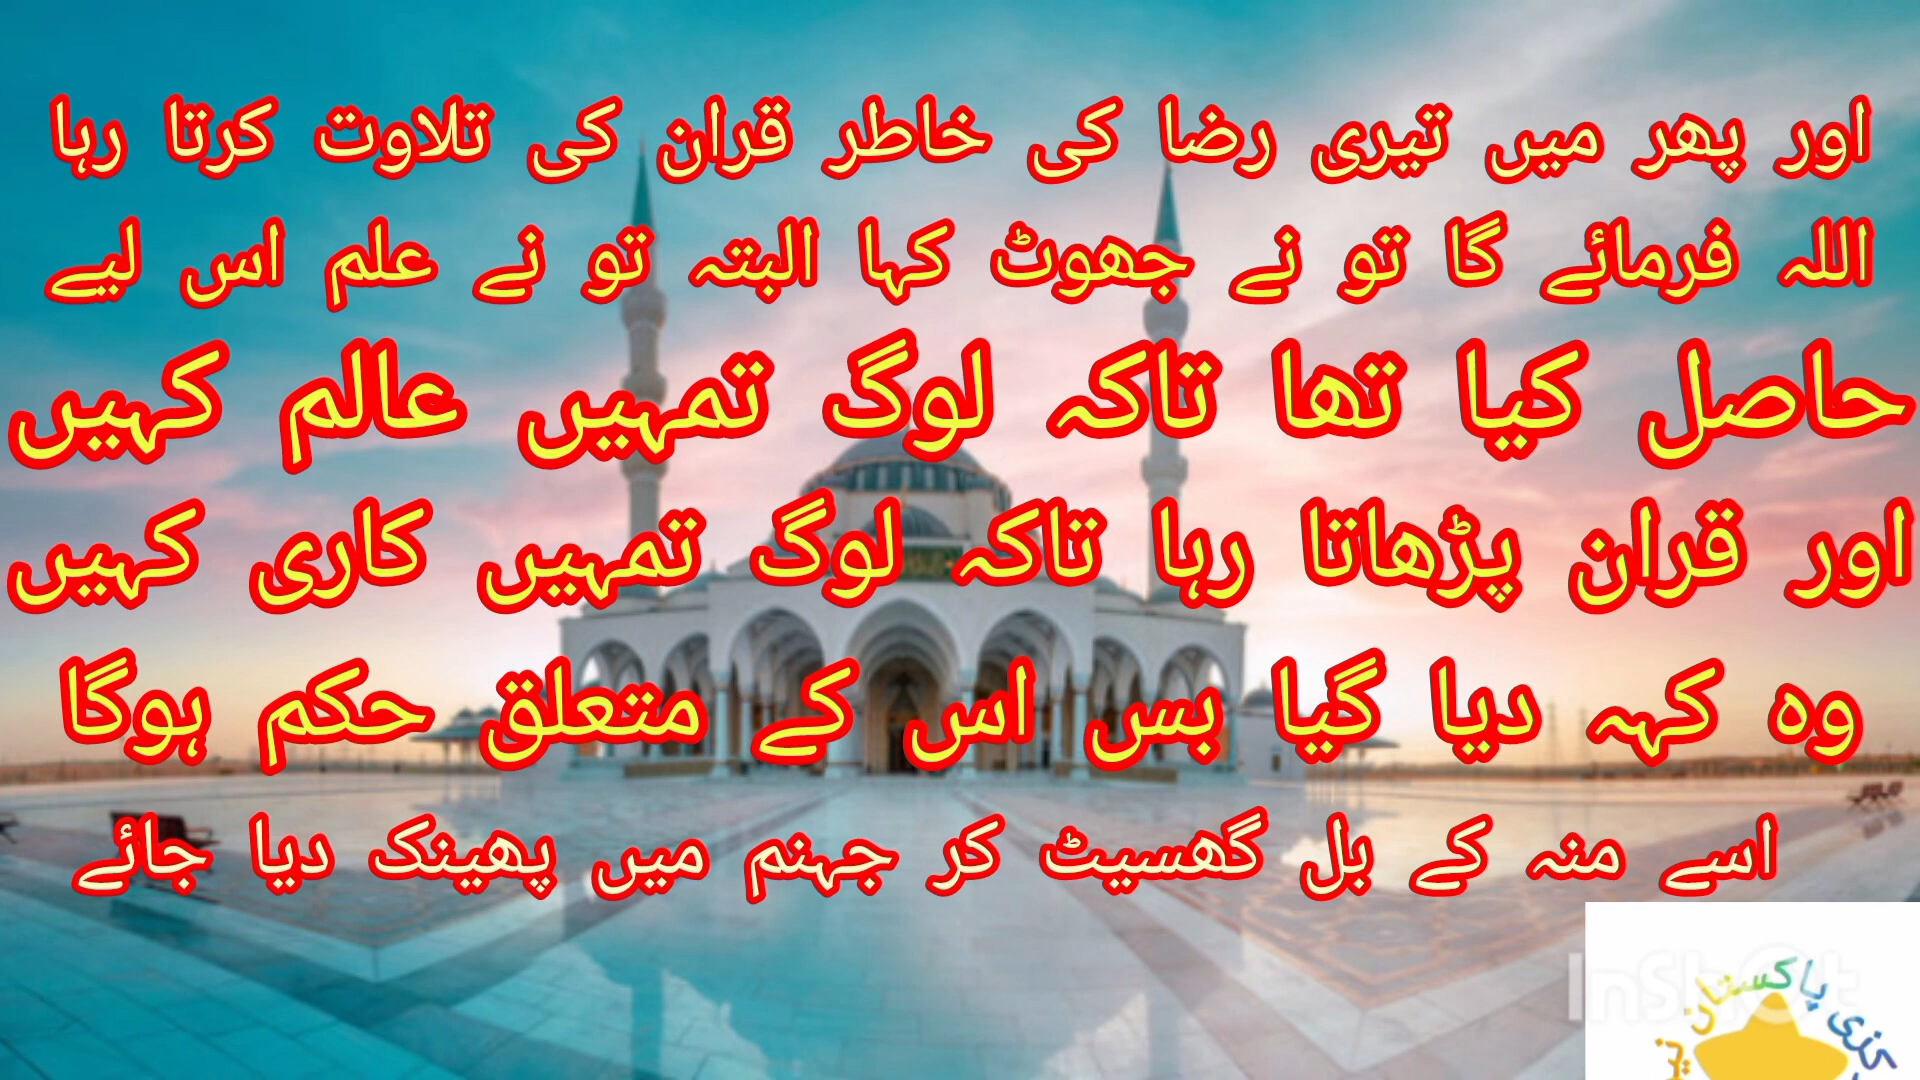 اور پھر میں تیری رضا کی خاطر قران کی تلاوت کرتا رہا
اللہ فرمائے گا تو نے جھوٹ کہا البتہ تو نے علم اس لیے
حاصل کیا تھا تاکہ لوگ تمہیں عالم کہیں
اور قران پڑھاتا رہا تاکہ لوگ تمہیں کاری کہیں
وہ کہہ دیا گیا بس اس کے متعلق حکم ہوگا
اسے منہ کے بل گھسیٹ کر جہنم میں پھینک دیا جائے
InShOt
پاکستان